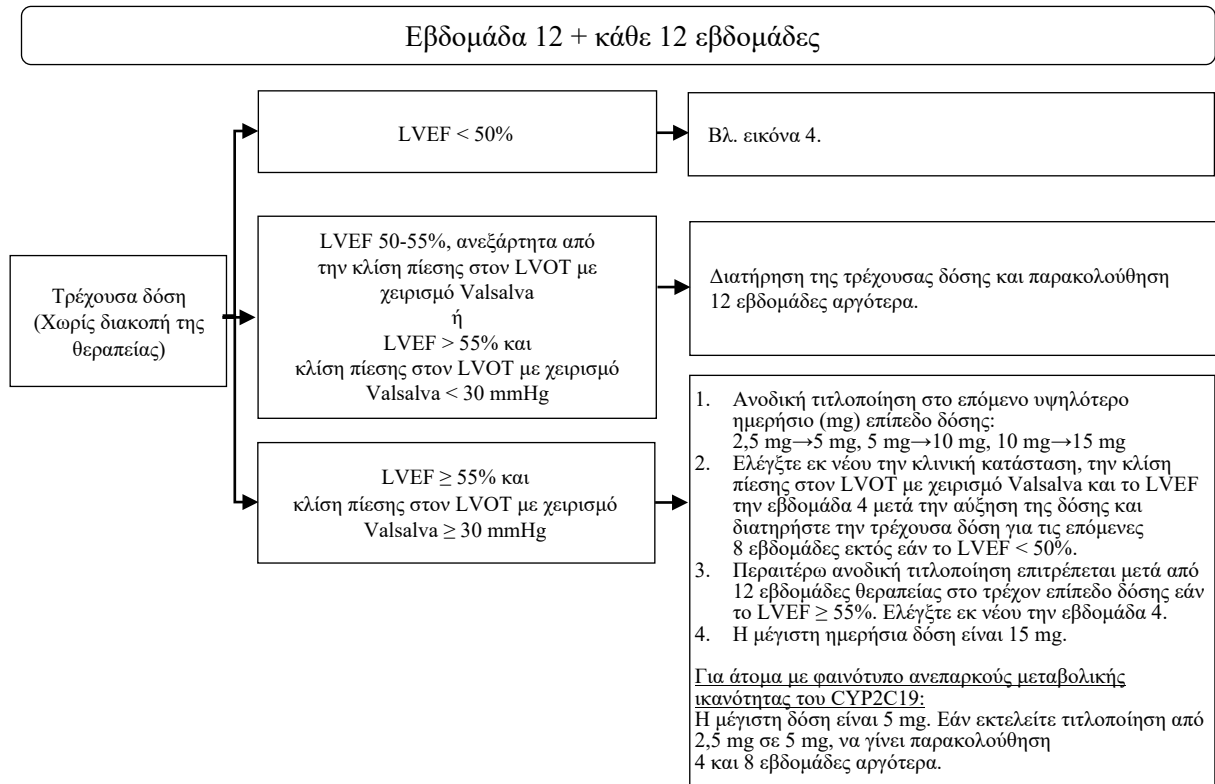 Εβδομάδα 12 + κάθε 12 εβδομάδες
LVEF < 50%
Βλ. εικόνα 4.
Τρέχουσα δόση
(Χωρίς διακοπή της
θεραπείας)
LVEF 50-55%, ανεξάρτητα από
την κλίση πίεσης στον LVOT με
χειρισμό Valsalva
ή
LVEF > 55% και
κλίση πίεσης στον LVOT με χειρισμό
Valsalva < 30 mmHg
Διατήρηση της τρέχουσας δόσης και παρακολούθηση
12 εβδομάδες αργότερα.
LVEF ≥ 55% και
κλίση πίεσης στον LVOT με χειρισμό
Valsalva ≥ 30 mmHg
1. Ανοδική τιτλοποίηση στο επόμενο υψηλότερο
ημερήσιο (mg) επίπεδο δόσης:
2,5 mg→5 mg, 5 mg→10 mg, 10 mg→15 mg
2. Ελέγξτε εκ νέου την κλινική κατάσταση, την κλίση
πίεσης στον LVOT με χειρισμό Valsalva και το LVEF
την εβδομάδα 4 μετά την αύξηση της δόσης και
διατηρήστε την τρέχουσα δόση για τις επόμενες
8 εβδομάδες εκτός εάν το LVEF < 50%.
3. Περαιτέρω ανοδική τιτλοποίηση επιτρέπεται μετά από
12 εβδομάδες θεραπείας στο τρέχον επίπεδο δόσης εάν
το LVEF ≥ 55%. Ελέγξτε εκ νέου την εβδομάδα 4.
4. Η μέγιστη ημερήσια δόση είναι 15 mg.
Για άτομα με φαινότυπο ανεπαρκούς μεταβολικής
ικανότητας του CYP2C19:
Η μέγιστη δόση είναι 5 mg. Εάν εκτελείτε τιτλοποίηση από
2,5 mg σε 5 mg, να γίνει παρακολούθηση
4 και 8 εβδομάδες αργότερα.